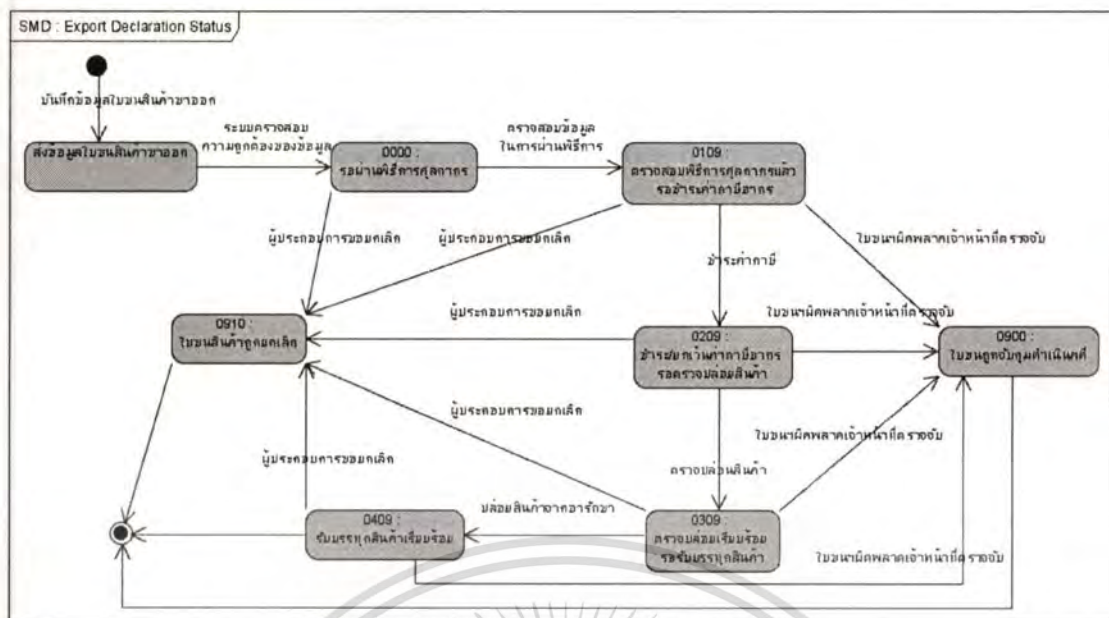 SMD : Export Declaration Status
บันทึกข้อมูลใบขนสินค้าขาออก
ส่งข้อมูลใบขนสินค้าขาออก
ระบบตรวจสอบ
ความถูกต้องของข้อมูล
0000 :
รอผ่านพิธีการศุลกากร
ตรวจสอบข้อมูล
ในการผ่านพิธีการ
0109 :
ตรวจสอบพิธีการศุลกากรแล้ว
รอชำระค่าภาษีอากร
ผู้ประกอบการขอยกเลิก
ผู้ประกอบการขอยกเลิก
ชำระค่าภาษี
ใบขนฯผิดพลาดเจ้าหน้าที่ตรวจจับ
0910 :
ใบขนสินค้าถูกยกเลิก
ผู้ประกอบการขอยกเลิก
0209 :
ชำระ/ยกเว้นค่าภาษีอากร
รอตรวจปล่อยสินค้า
ใบขนฯผิดพลาดเจ้าหน้าที่ตรวจจับ
0900 :
ใบขนถูกจับกุมดำเนินคดี
ผู้ประกอบการขอยกเลิก
ใบขนฯผิดพลาดเจ้าหน้าที่ตรวจจับ
ผู้ประกอบการขอยกเลิก
ตรวจปล่อยสินค้า
0409 :
รับบรรทุกสินค้าเรียบร้อย
ปล่อยสินค้าจากอารักขา
0309 :
ตรวจปล่อยเรียบร้อย
รอรับบรรทุกสินค้า
ใบขนฯผิดพลาดเจ้าหน้าที่ตรวจจับ